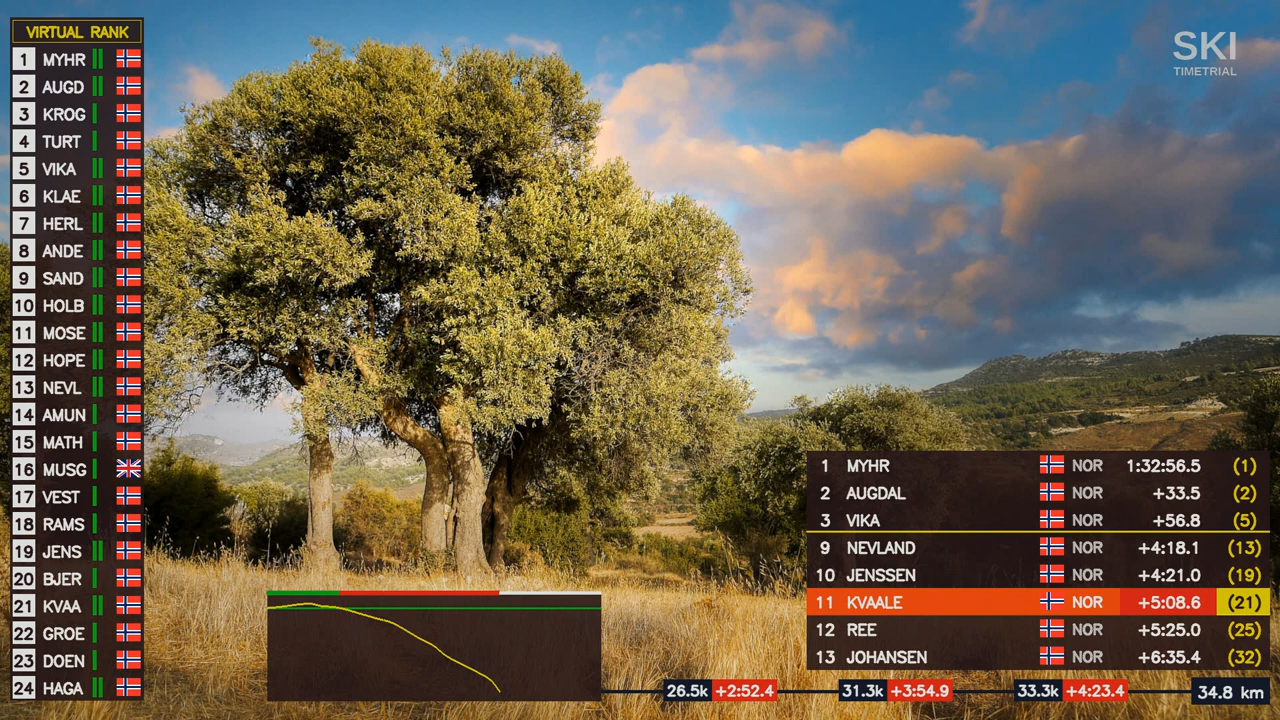 VIRTUAL RANK
1 MYHR
2 AUGD
3 KROG
4 TURT
5 VIKA
6 KLAE
7 HERL
8 ANDE
9 SAND
10 HOLB
11 MOSE
12 HOPE
13 NEVL
14 AMUN
15 MATH
16 MUSG
17 VEST
18 RAMS
19 JENS
20 BJER
21 KVAA
22 GROE
23 DOEN
24 HAGA
SKI
TIMETRIAL
1 MYHR NOR 1:32:56.5 (1)
2 AUGDAL NOR +33.5 (2)
3 VIKA NOR +56.8 (5)
9 NEVLAND NOR +4:18.1 (13)
10 JENSSEN NOR +4:21.0 (19)
11 KVAALE NOR +5:08.6 (21)
12 REE NOR +5:25.0 (25)
13 JOHANSEN NOR +6:35.4 (32)
26.5k +2:52.4 31.3k +3:54.9 33.3k +4:23.4 34.8 km